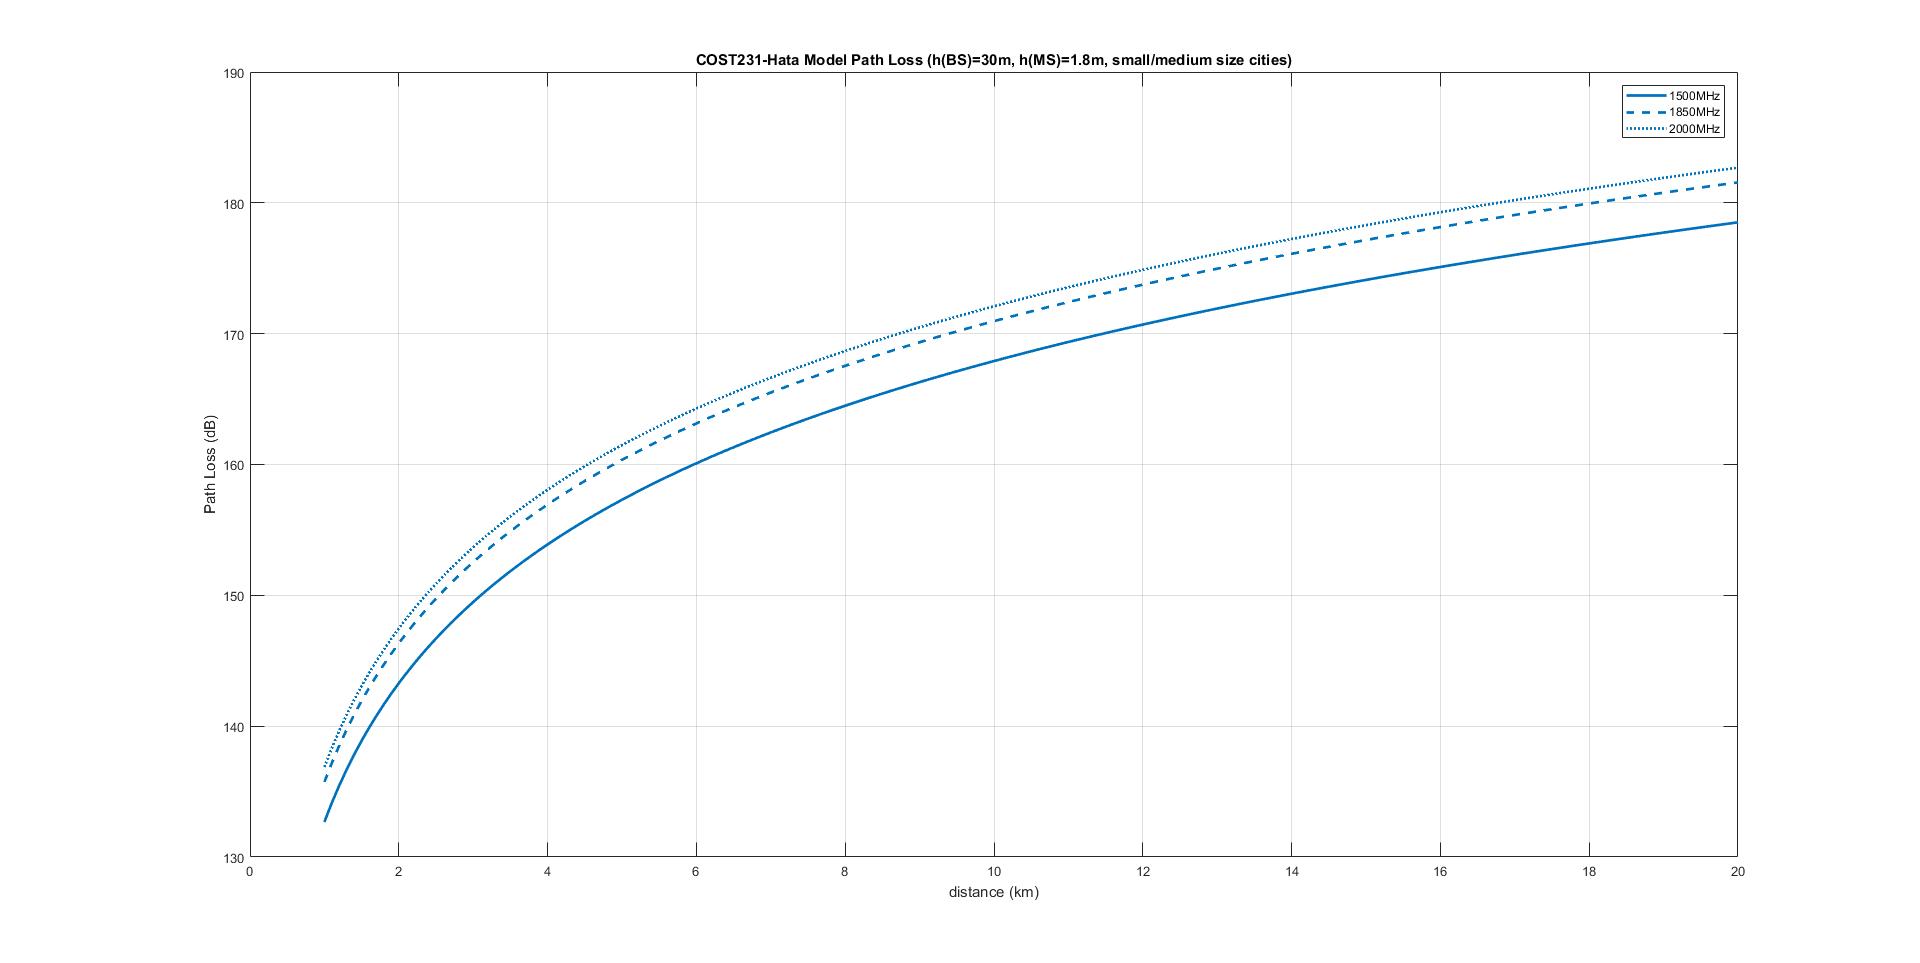 COST231-Hata Model Path Loss (h(BS)=30m, h(MS)=1.8m, small/medium size cities)
1500MHz
1850MHz
2000MHz
190
180
170
160
150
140
130
Path Loss (dB)
0 2 4 6 8 10 12 14 16 18 20
distance (km)